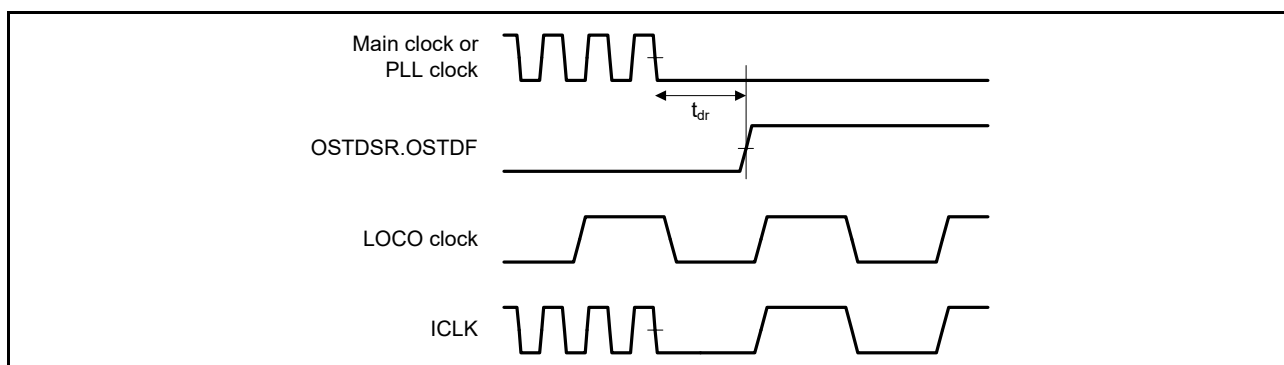 Main clock or
PLL clock
tdr
OSTDSR.OSTDF
LOCO clock
ICLK